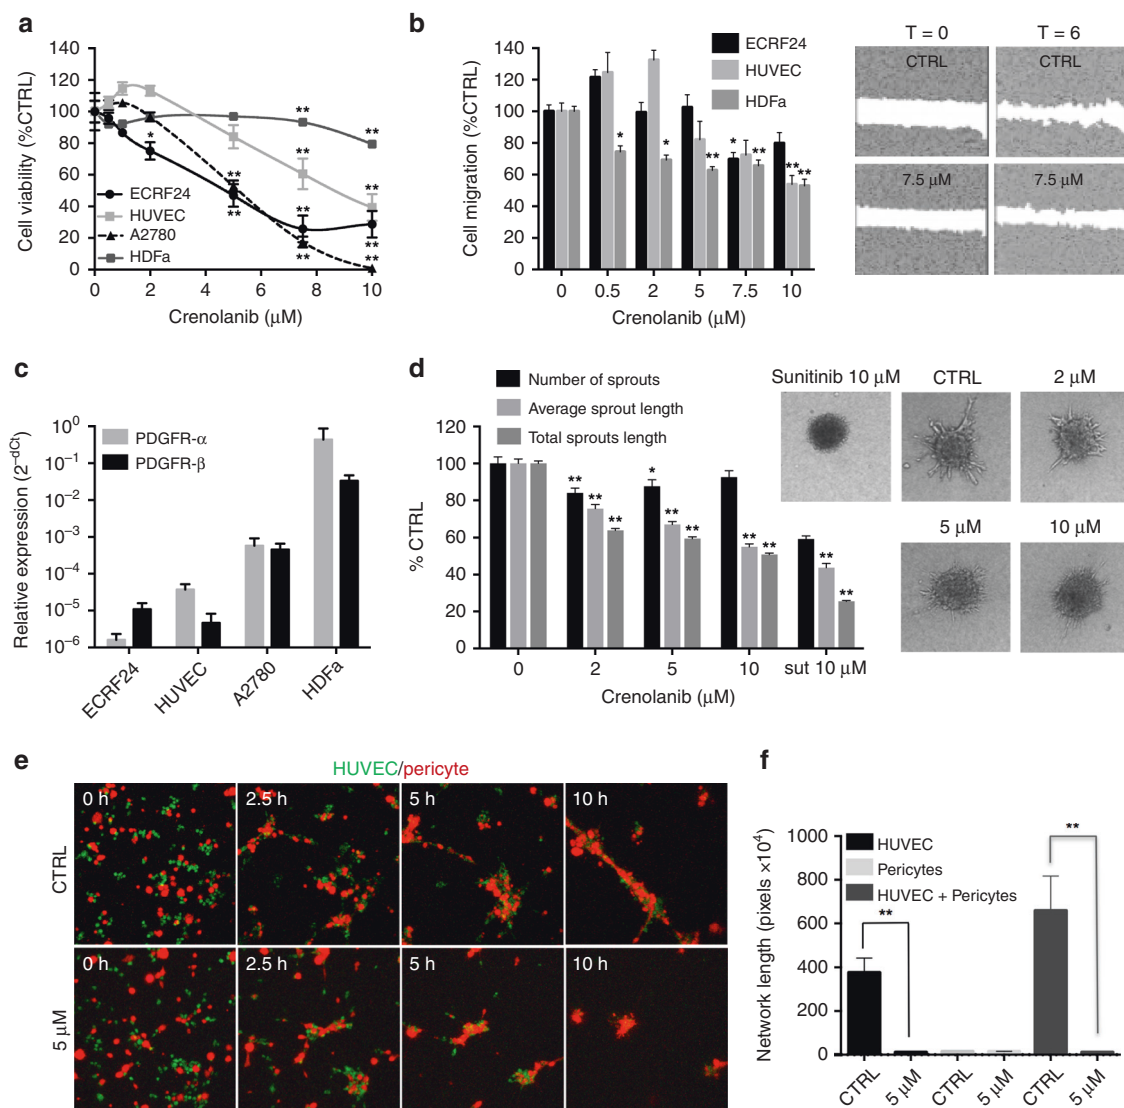 a
Cell viability (%CTRL)
140
120
100
80
60
40
20
0
ECRF24
HUVEC
A2780
HDFa
*
**
**
**
**
**
**
**
**
**
**
0 2 4 6 8 10
Crenolanib (μM)
b
Cell migration (%CTRL)
140
120
100
80
60
40
20
0
ECRF24
HUVEC
HDFa
*
*
**
*
**
**
**
0 0.5 2 5 7.5 10
Crenolanib (μM)
T = 0 T = 6
CTRL CTRL
7.5 μM 7.5 μM
c
Relative expression (2⁻ᵈᶜᵗ)
10⁰
10⁻¹
10⁻²
10⁻³
10⁻⁴
10⁻⁵
10⁻⁶
PDGFR-α
PDGFR-β
ECRF24 HUVEC A2780 HDFa
d
Number of sprouts
Average sprout length
Total sprouts length
% CTRL
120
100
80
60
40
20
0
**
**
**
*
**
**
**
**
**
**
0 2 5 10 sut 10 μM
Crenolanib (μM)
Sunitinib 10 μM CTRL 2 μM
5 μM 10 μM
e
HUVEC/pericyte
CTRL
0 h 2.5 h 5 h 10 h
5 μM
0 h 2.5 h 5 h 10 h
f
Network length (pixels ×10⁴)
1000
800
600
400
200
0
HUVEC
Pericytes
HUVEC + Pericytes
**
**
CTRL 5 μM CTRL 5 μM CTRL 5 μM